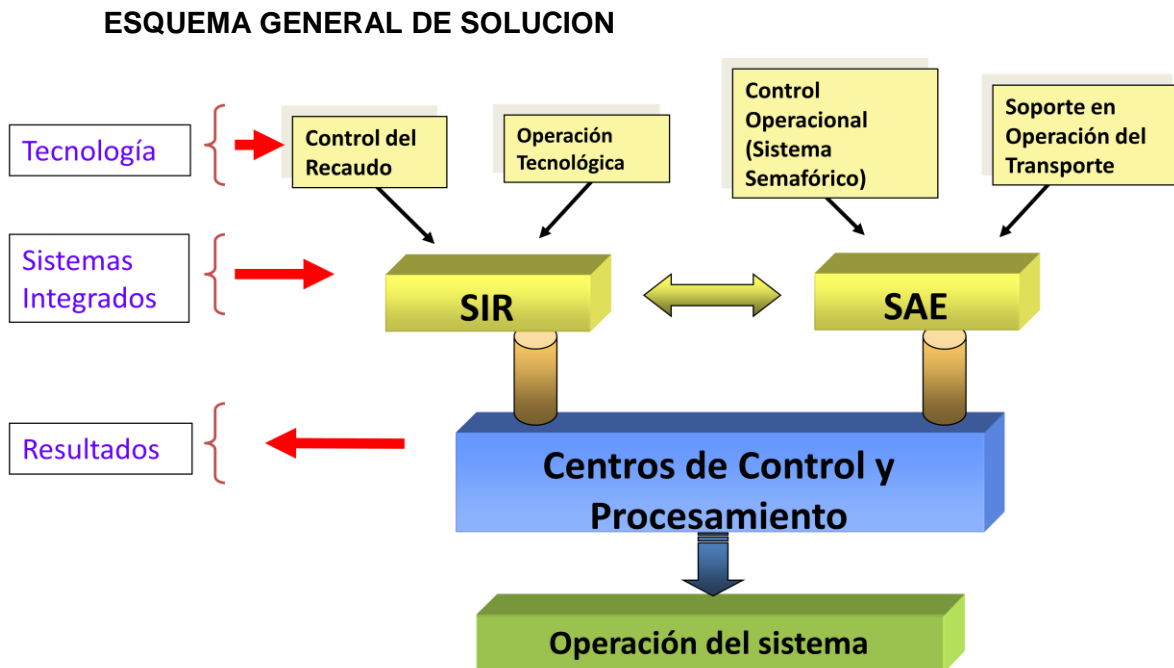 ESQUEMA GENERAL DE SOLUCION
Tecnología
Control del
Recaudo
Operación
Tecnológica
Control
Operacional
(Sistema
Semafórico)
Soporte en
Operación del
Transporte
Sistemas
Integrados
SIR
SAE
Resultados
Centros de Control y
Procesamiento
Operación del sistema